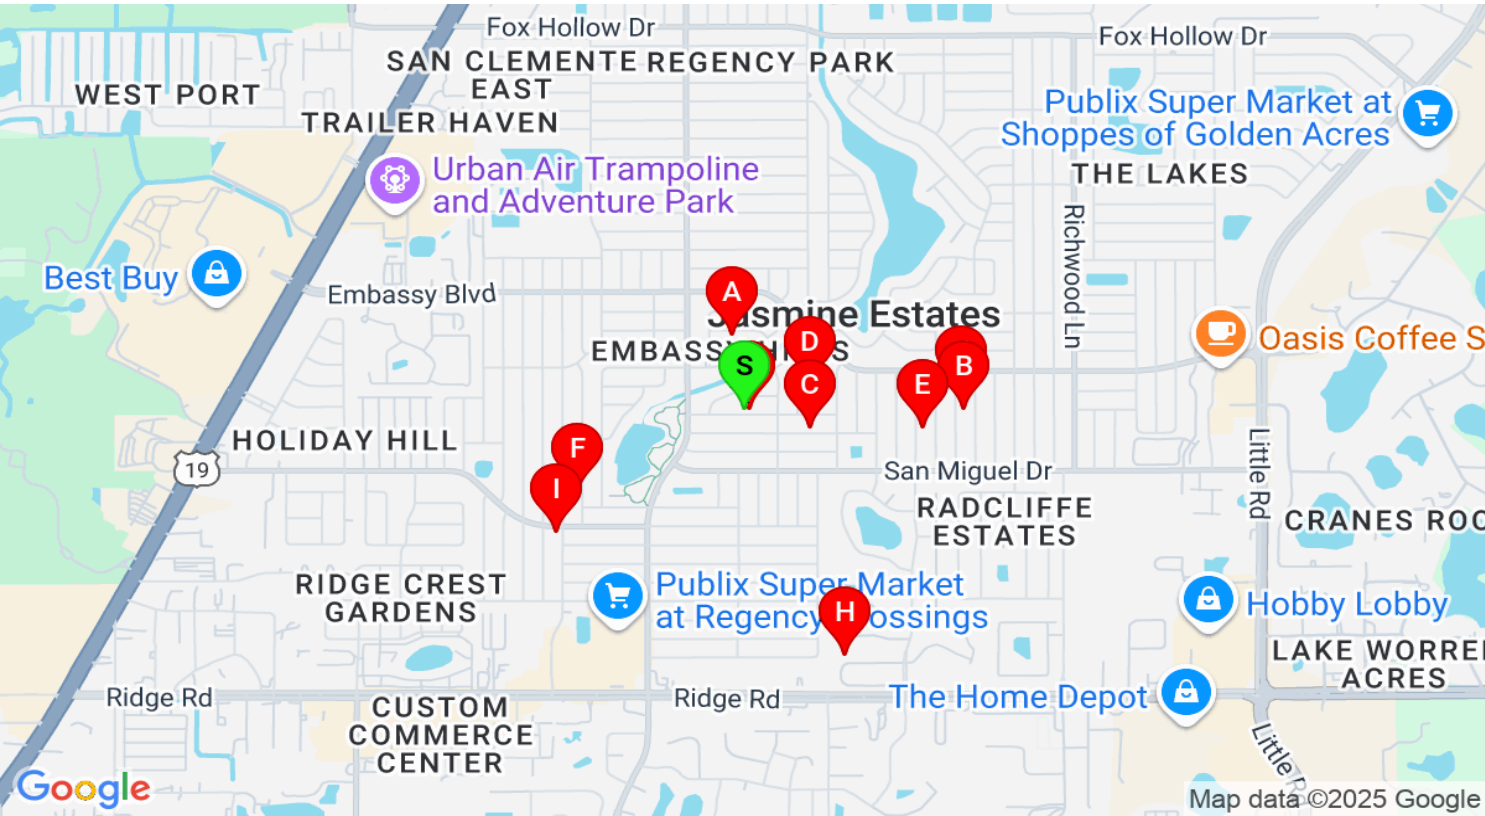 Fox Hollow Dr
Fox Hollow Dr
SAN CLEMENTE
EAST
REGENCY PARK
WEST PORT
TRAILER HAVEN
Publix Super Market at
Shoppes of Golden Acres
THE LAKES
Urban Air Trampoline
and Adventure Park
Richwood Ln
Best Buy
Embassy Blvd
A
Jasmine Estates
Oasis Coffee S
EMBASSY HILLS
D
S
C
E
B
HOLIDAY HILL
F
19
I
San Miguel Dr
Little Rd
RADCLIFFE
ESTATES
CRANES ROO
RIDGE CREST
GARDENS
Publix Super Market
at Regency Crossings
H
Hobby Lobby
LAKE WORRE
ACRES
Ridge Rd
Ridge Rd
The Home Depot
CUSTOM
COMMERCE
CENTER
Little R
Google
Map data ©2025 Google